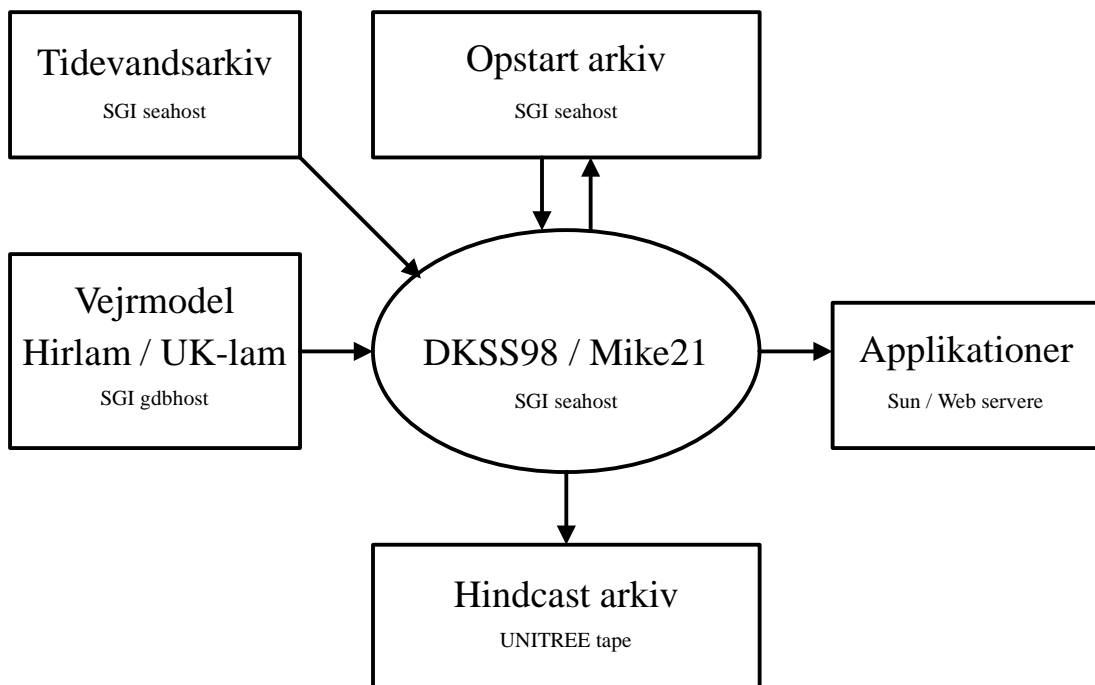 Tidevandsarkiv
SGI seahost
Opstart arkiv
SGI seahost
Vejrmodel
Hirlam / UK-lam
SGI gdbhost
DKSS98 / Mike21
SGI seahost
Applikationer
Sun / Web servere
Hindcast arkiv
UNITREE tape